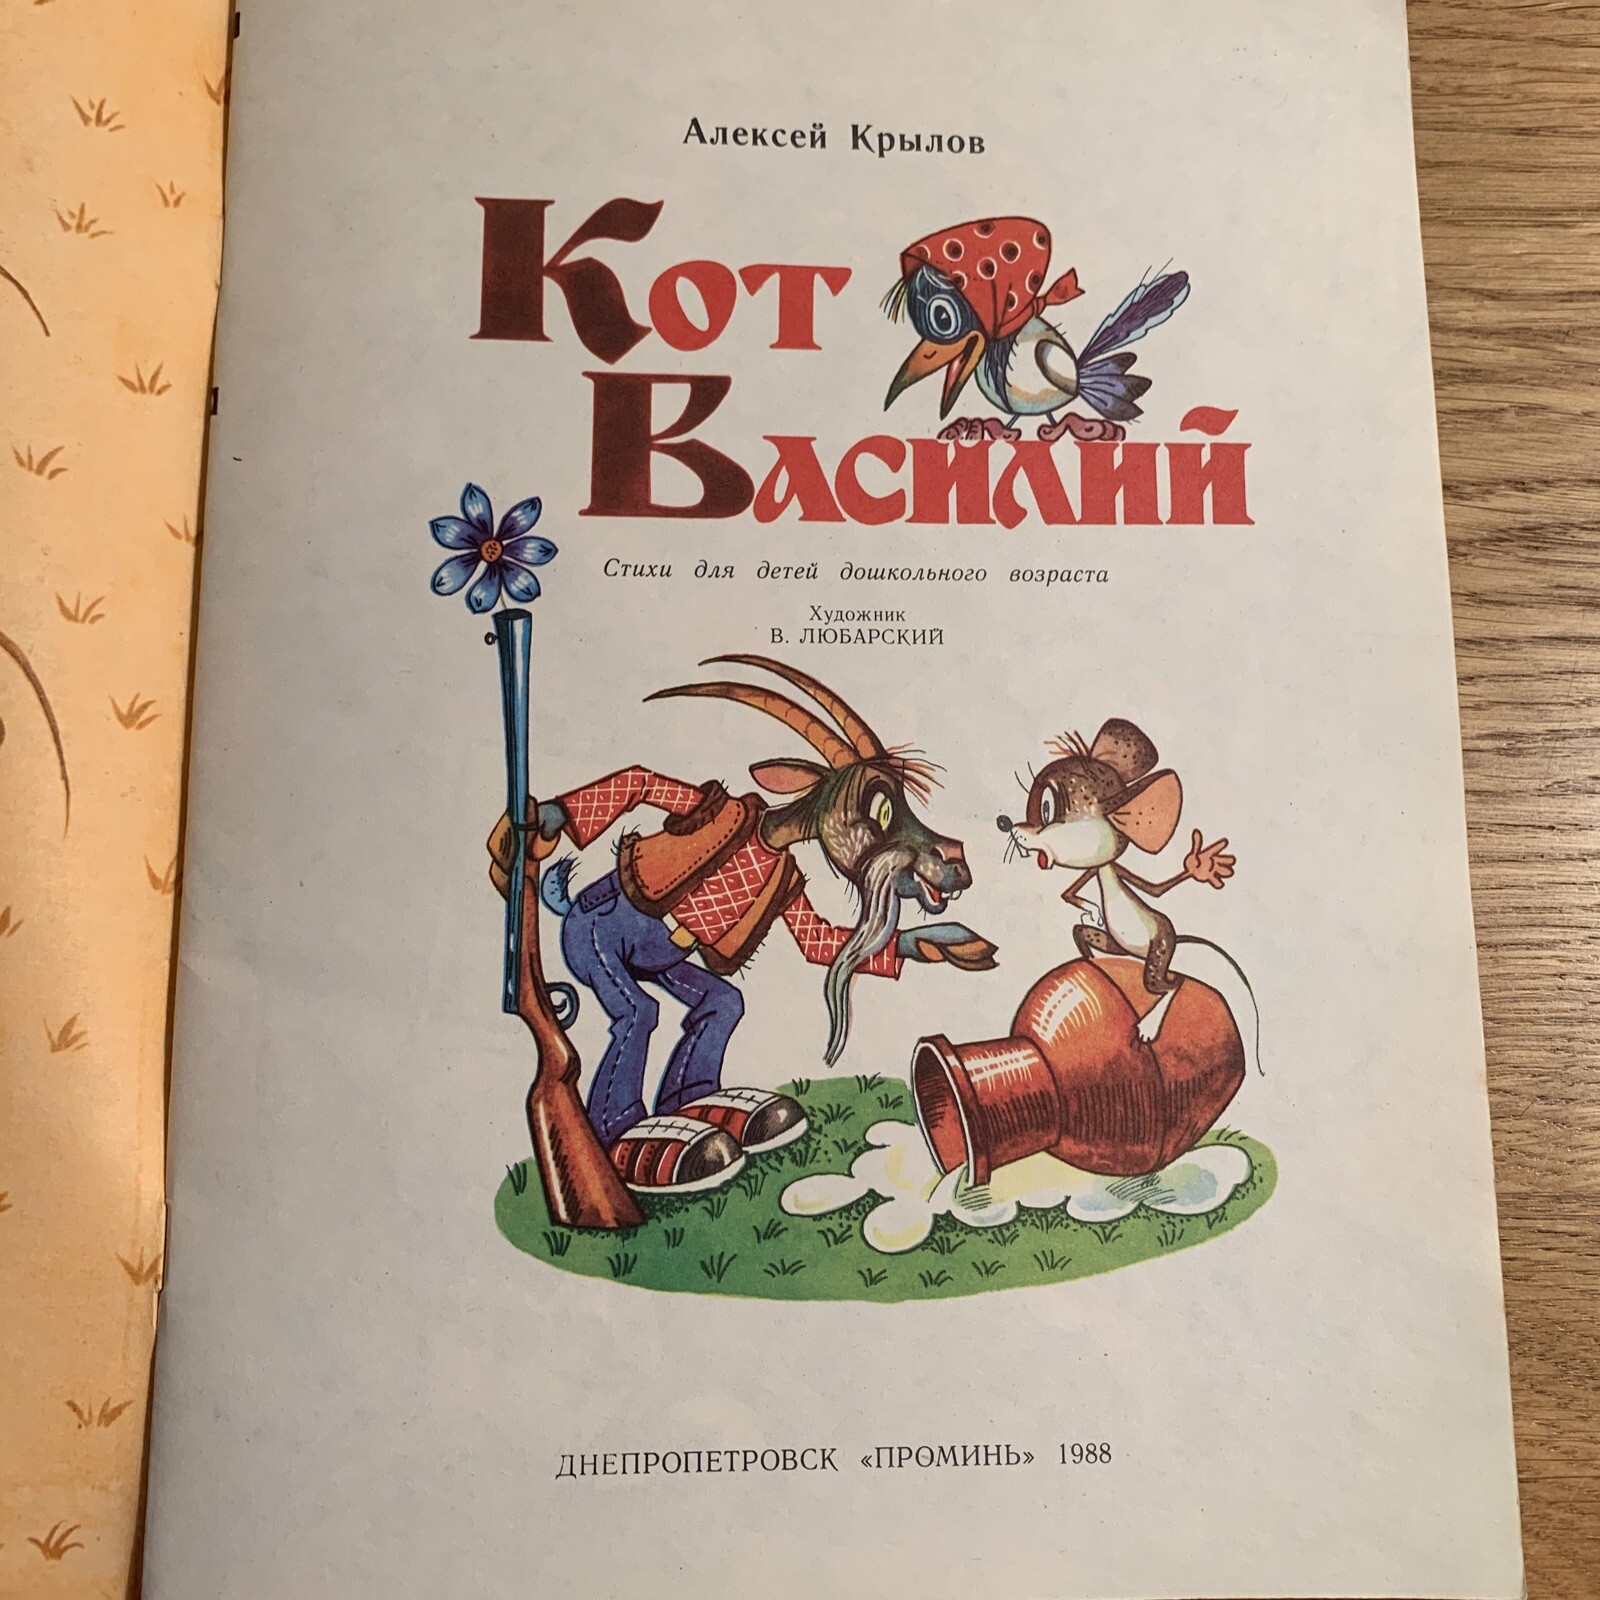 Алексей Крылов
Кот
Василий
Стихи для детей дошкольного возраста
Художник
В. ЛЮБАРСКИЙ
ДНЕПРОПЕТРОВСК «ПРОМИНЬ» 1988